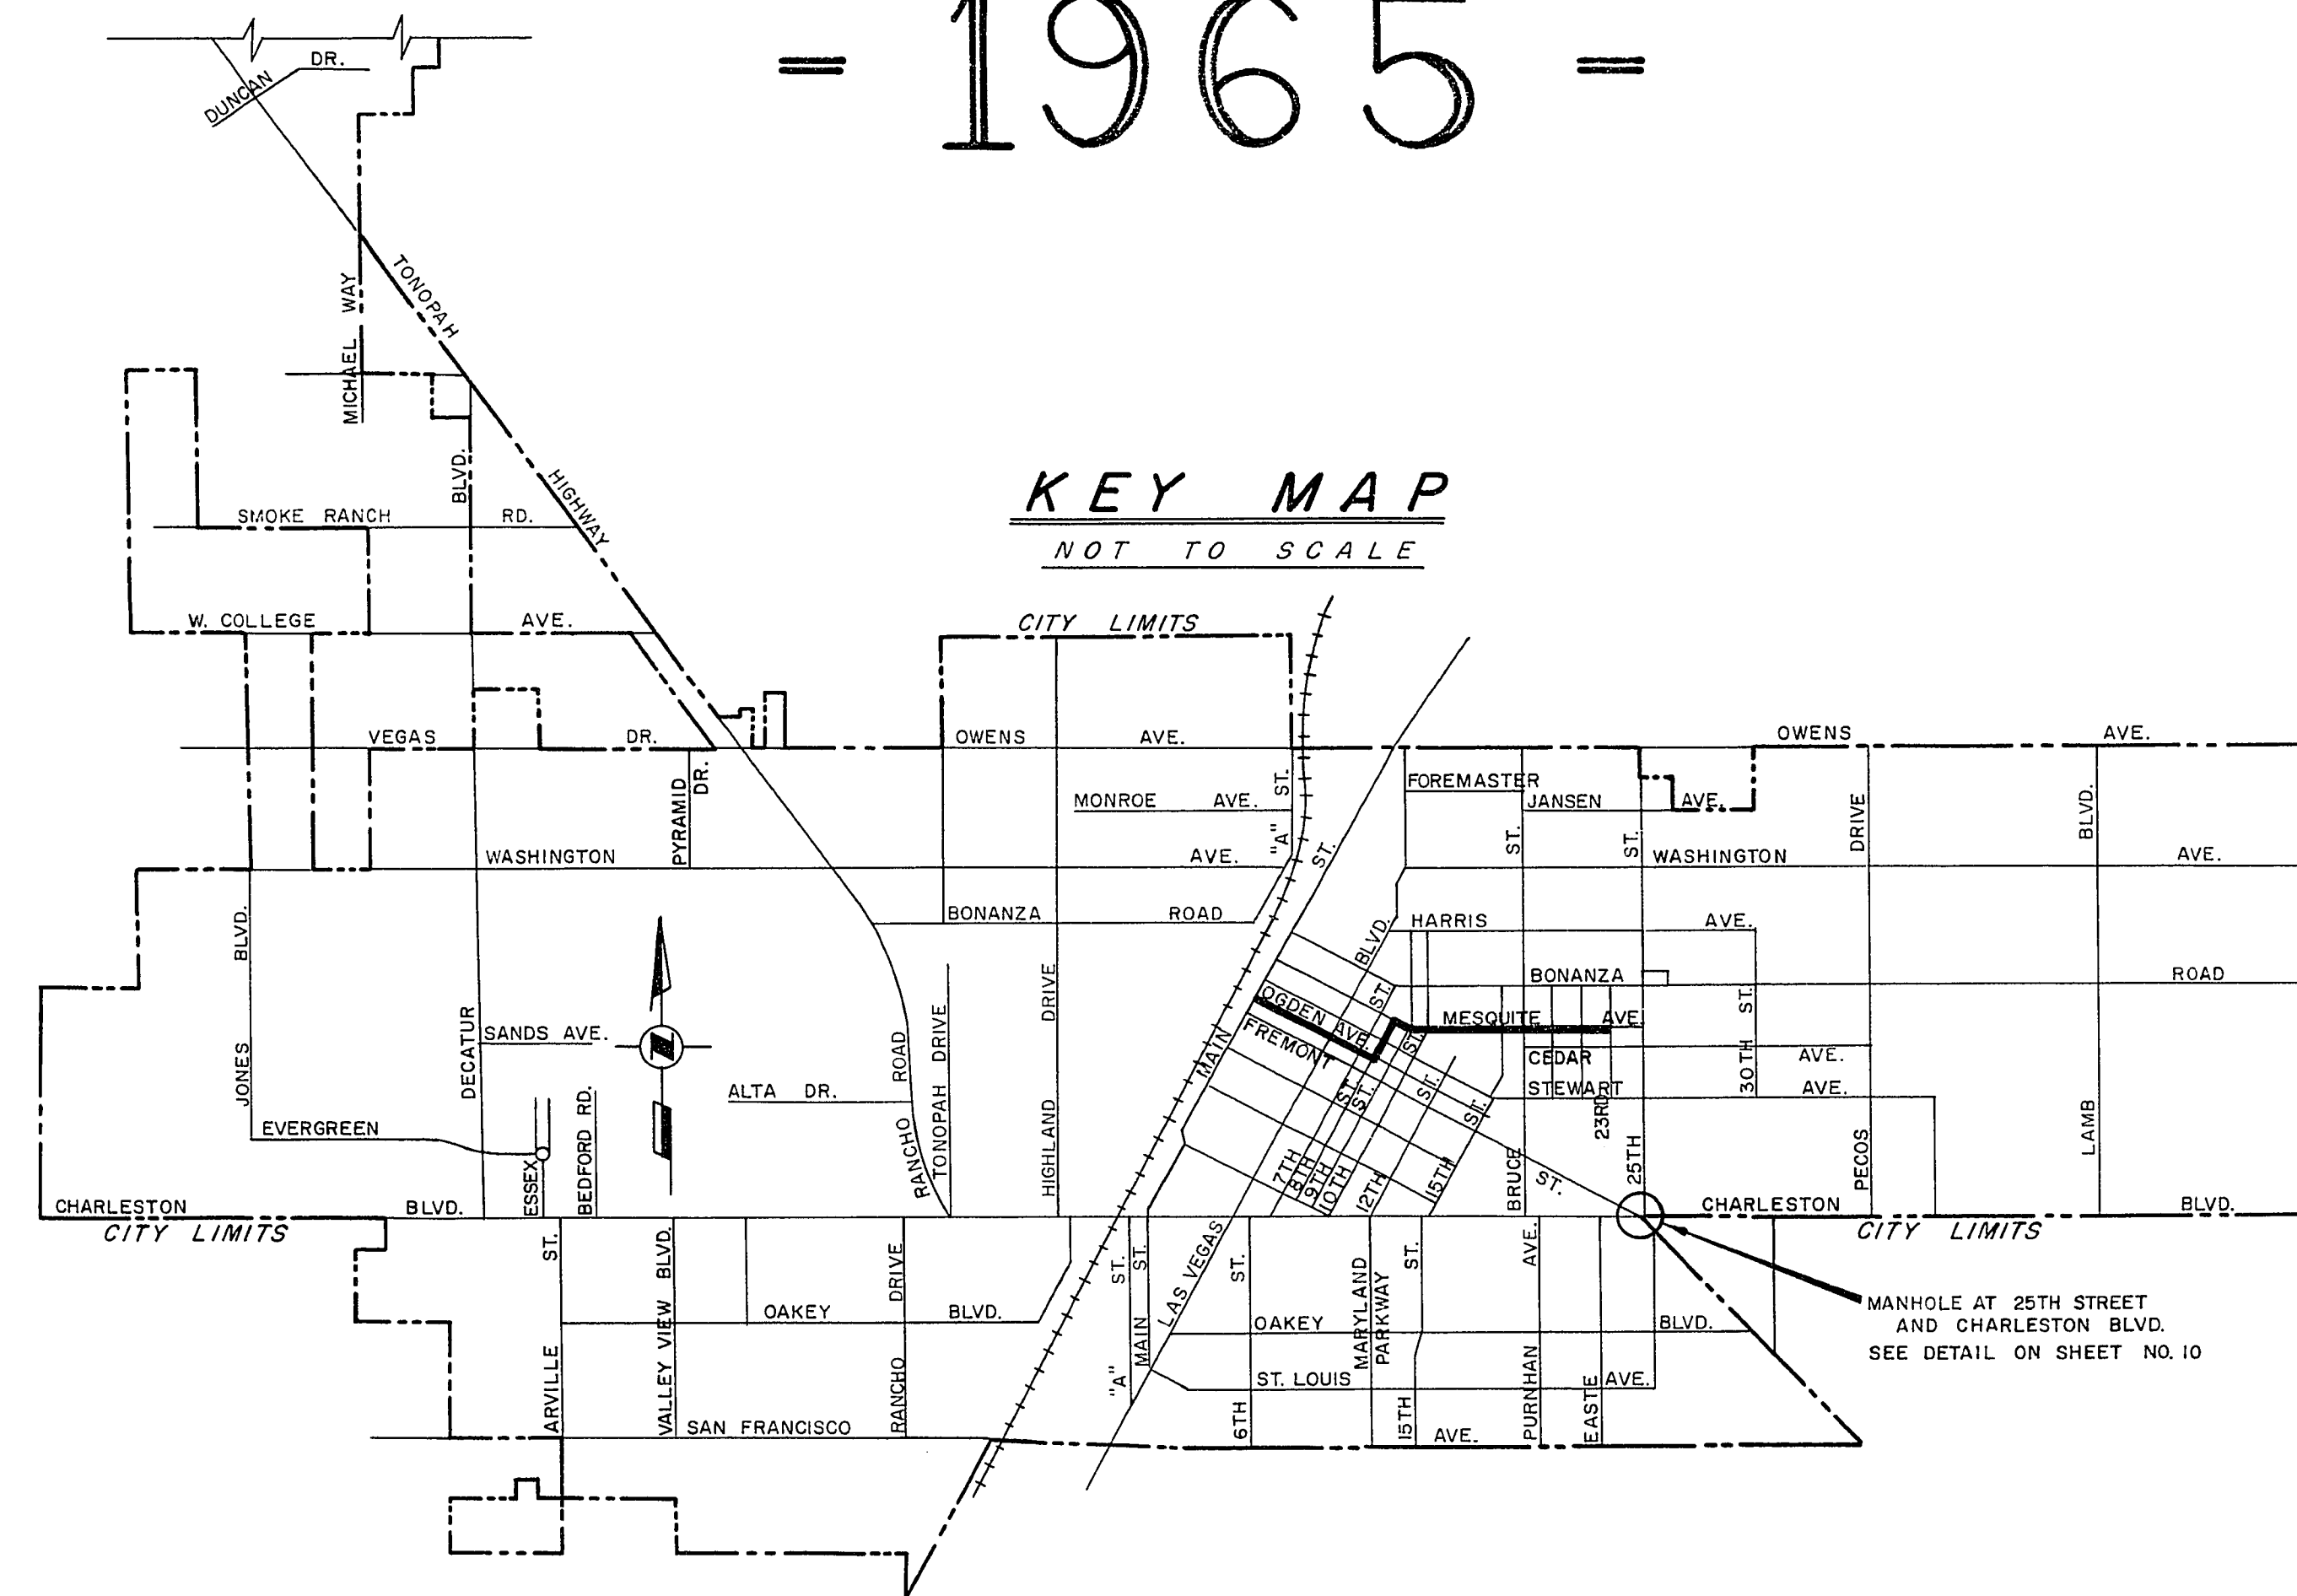 = 1965 =
DUNCAN DR.
MICHAEL WAY
TONOPAH HIGHWAY
KEY MAP
NOT TO SCALE
BLVD.
SMOKE RANCH RD.
W. COLLEGE AVE.
CITY LIMITS
VEGAS DR.
OWENS AVE.
OWENS AVE.
PYRAMID DR.
MONROE AVE.
"A" ST.
ST.
FOREMASTER
JANSEN AVE.
ST.
ST.
DRIVE
BLVD.
WASHINGTON AVE.
WASHINGTON AVE.
BONANZA ROAD
HARRIS AVE.
BLVD.
BONANZA ROAD
JONES BLVD.
DECATUR
SANDS AVE.
N
ALTA DR.
RANCHO ROAD
TONOPAH DRIVE
HIGHLAND DRIVE
MAIN
OGDEN AVE.
FREMONT
ST.
ST.
MESQUITE AVE.
CEDAR AVE.
STEWART AVE.
30TH ST.
23RD
25TH
PECOS
LAMB
EVERGREEN
ESSEX
BEDFORD RD.
ST.
ST.
ST.
ST.
7TH
8TH
9TH
10TH
12TH
15TH
BRUCE
ST.
CHARLESTON BLVD.
CITY LIMITS
CHARLESTON BLVD.
CITY LIMITS
ARVILLE ST.
VALLEY VIEW BLVD.
RANCHO DRIVE
OAKEY BLVD.
"A" ST.
MAIN ST.
LAS VEGAS
6TH ST.
MARYLAND PARKWAY
15TH ST.
PURNHAN AVE.
EASTE
OAKEY BLVD.
ST. LOUIS AVE.
SAN FRANCISCO AVE.
MANHOLE AT 25TH STREET
AND CHARLESTON BLVD.
SEE DETAIL ON SHEET NO. 10